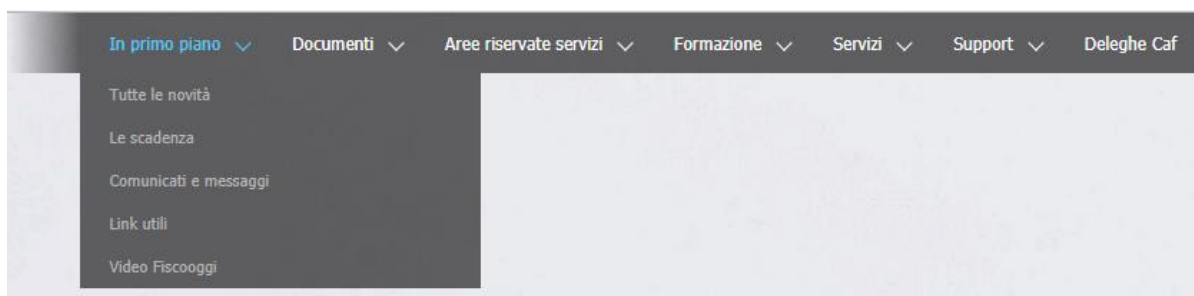 In primo piano Documenti Aree riservate servizi Formazione Servizi Support Deleghe Caf
Tutte le novità
Le scadenza
Comunicati e messaggi
Link utili
Video Fiscooggi